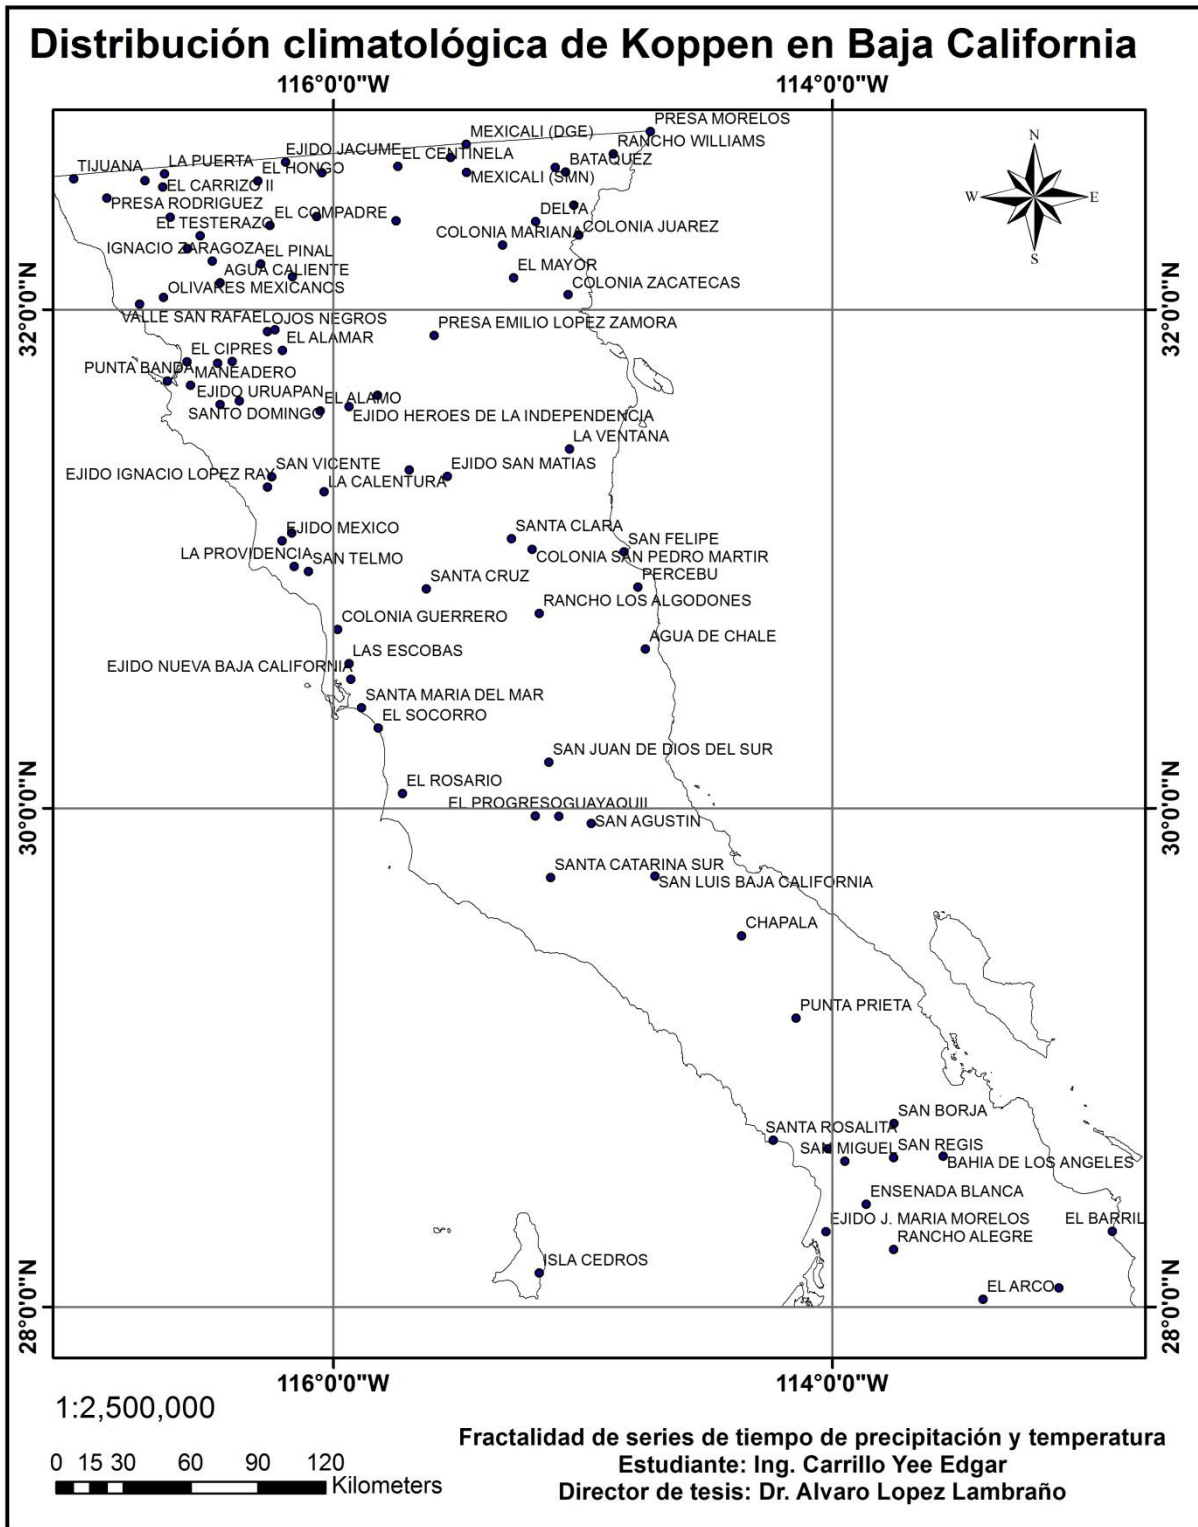 Distribución climatológica de Koppen en Baja California
116°0'0"W
114°0'0"W
PRESA MORELOS
MEXICALI (DGE)
RANCHO WILLIAMS
EJIDO JACUME
EL CENTINELA
BATAQUEZ
TIJUANA
LA PUERTA
EL HONGO
MEXICALI (SMN)
EL CARRIZO II
PRESA RODRIGUEZ
EL COMPADRE
DELTA
EL TESTERAZO
COLONIA MARIANA
COLONIA JUAREZ
IGNACIO ZARAGOZA
EL PINAL
AGUA CALIENTE
EL MAYOR
OLIVARES MEXICANOS
COLONIA ZACATECAS
32°0'0"N
32°0'0"N
VALLE SAN RAFAEL
OJOS NEGROS
PRESA EMILIO LOPEZ ZAMORA
EL ALAMAR
EL CIPRES
PUNTA BANDA
MANEADERO
EJIDO URUAPAN
EL ALAMO
SANTO DOMINGO
EJIDO HEROES DE LA INDEPENDENCIA
LA VENTANA
SAN VICENTE
EJIDO SAN MATIAS
EJIDO IGNACIO LOPEZ RAY
LA CALENTURA
EJIDO MEXICO
SANTA CLARA
SAN FELIPE
LA PROVIDENCIA
SAN TELMO
COLONIA SAN PEDRO MARTIR
SANTA CRUZ
PERCEBU
RANCHO LOS ALGODONES
COLONIA GUERRERO
AGUA DE CHALE
LAS ESCOBAS
EJIDO NUEVA BAJA CALIFORNIA
SANTA MARIA DEL MAR
EL SOCORRO
SAN JUAN DE DIOS DEL SUR
EL ROSARIO
EL PROGRESO
GUAYAQUIL
30°0'0"N
30°0'0"N
SAN AGUSTIN
SANTA CATARINA SUR
SAN LUIS BAJA CALIFORNIA
CHAPALA
PUNTA PRIETA
SAN BORJA
SANTA ROSALITA
SAN MIGUEL
SAN REGIS
BAHIA DE LOS ANGELES
ENSENADA BLANCA
EJIDO J. MARIA MORELOS
EL BARRIL
RANCHO ALEGRE
ISLA CEDROS
EL ARCO
28°0'0"N
28°0'0"N
116°0'0"W
114°0'0"W
N
W
E
S
1:2,500,000
0 15 30 60 90 120
Kilometers
Fractalidad de series de tiempo de precipitación y temperatura
Estudiante: Ing. Carrillo Yee Edgar
Director de tesis: Dr. Alvaro Lopez Lambraño